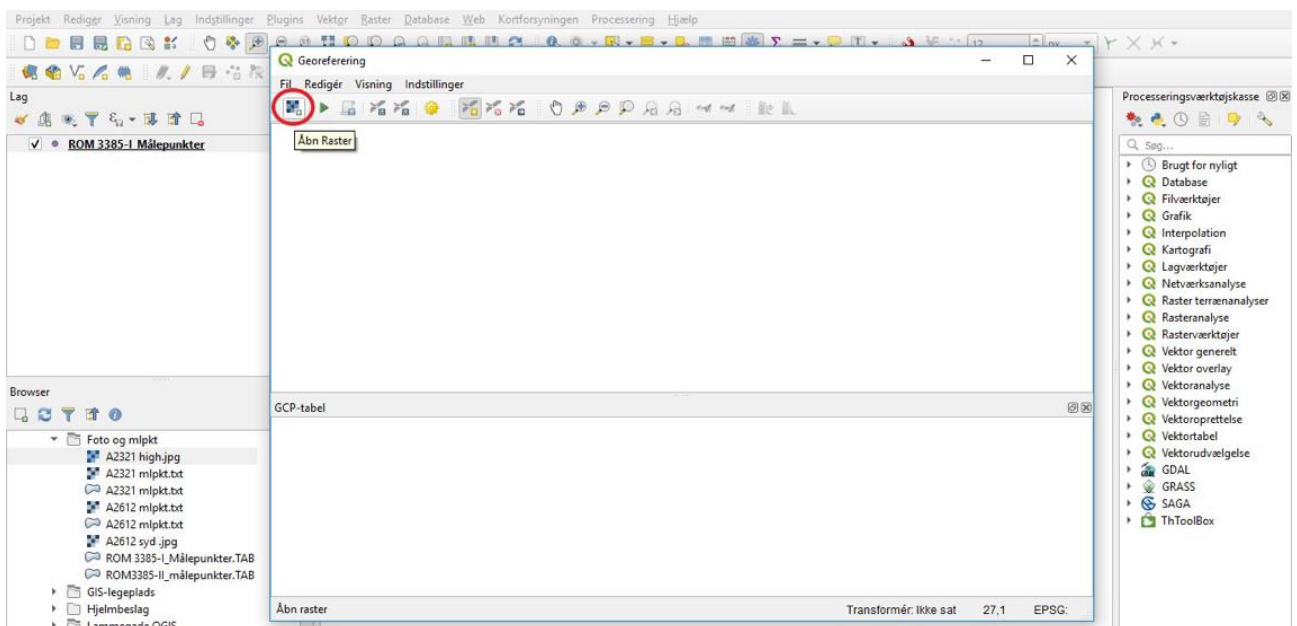 Projekt Rediger Visning Lag Indstillinger Plugins Vektor Raster Database Web Kortforsyningen Processering Hjælp
Georeferering
Fil Redigér Visning Indstillinger
Åbn Raster
Lag
ROM 3385-I_Målepunkter
Browser
Foto og mlpkt
A2321 high.jpg
A2321 mlpkt.txt
A2321 mlpkt.txt
A2612 mlpkt.txt
A2612 mlpkt.txt
A2612 syd .jpg
ROM 3385-I_Målepunkter.TAB
ROM3385-II_målepunkter.TAB
GIS-legeplads
Hjelmbeslag
GCP-tabel
Åbn raster Transformér: Ikke sat 27,1 EPSG:
Processeringsværktøjskasse
Søg...
Brugt for nyligt
Database
Filværktøjer
Grafik
Interpolation
Kartografi
Lagværktøjer
Netværksanalyse
Raster terrænanalyser
Rasteranalyse
Rasterværktøjer
Vektor generelt
Vektor overlay
Vektoranalyse
Vektorgeometri
Vektoroprettelse
Vektortabel
Vektorudvælgelse
GDAL
GRASS
SAGA
ThToolBox